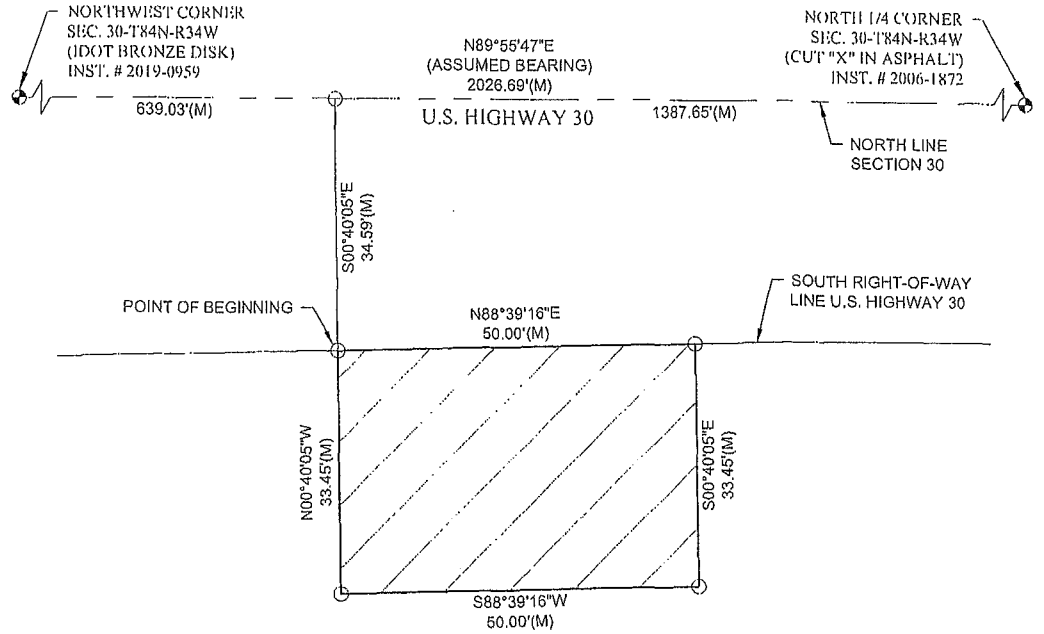 NORTHWEST CORNER
SEC. 30-T84N-R34W
(IDOT BRONZE DISK)
INST. # 2019-0959
NORTH 1/4 CORNER
SEC. 30-T84N-R34W
(CUT "X" IN ASPHALT)
INST. # 2006-1872
N89°55'47"E
(ASSUMED BEARING)
2026.69'(M)
639.03'(M)
U.S. HIGHWAY 30
1387.65'(M)
NORTH LINE
SECTION 30
S00°40'05"E
34.59'(M)
POINT OF BEGINNING
N88°39'16"E
50.00'(M)
SOUTH RIGHT-OF-WAY
LINE U.S. HIGHWAY 30
N00°40'05"W
33.45'(M)
S00°40'05"E
33.45'(M)
S88°39'16"W
50.00'(M)